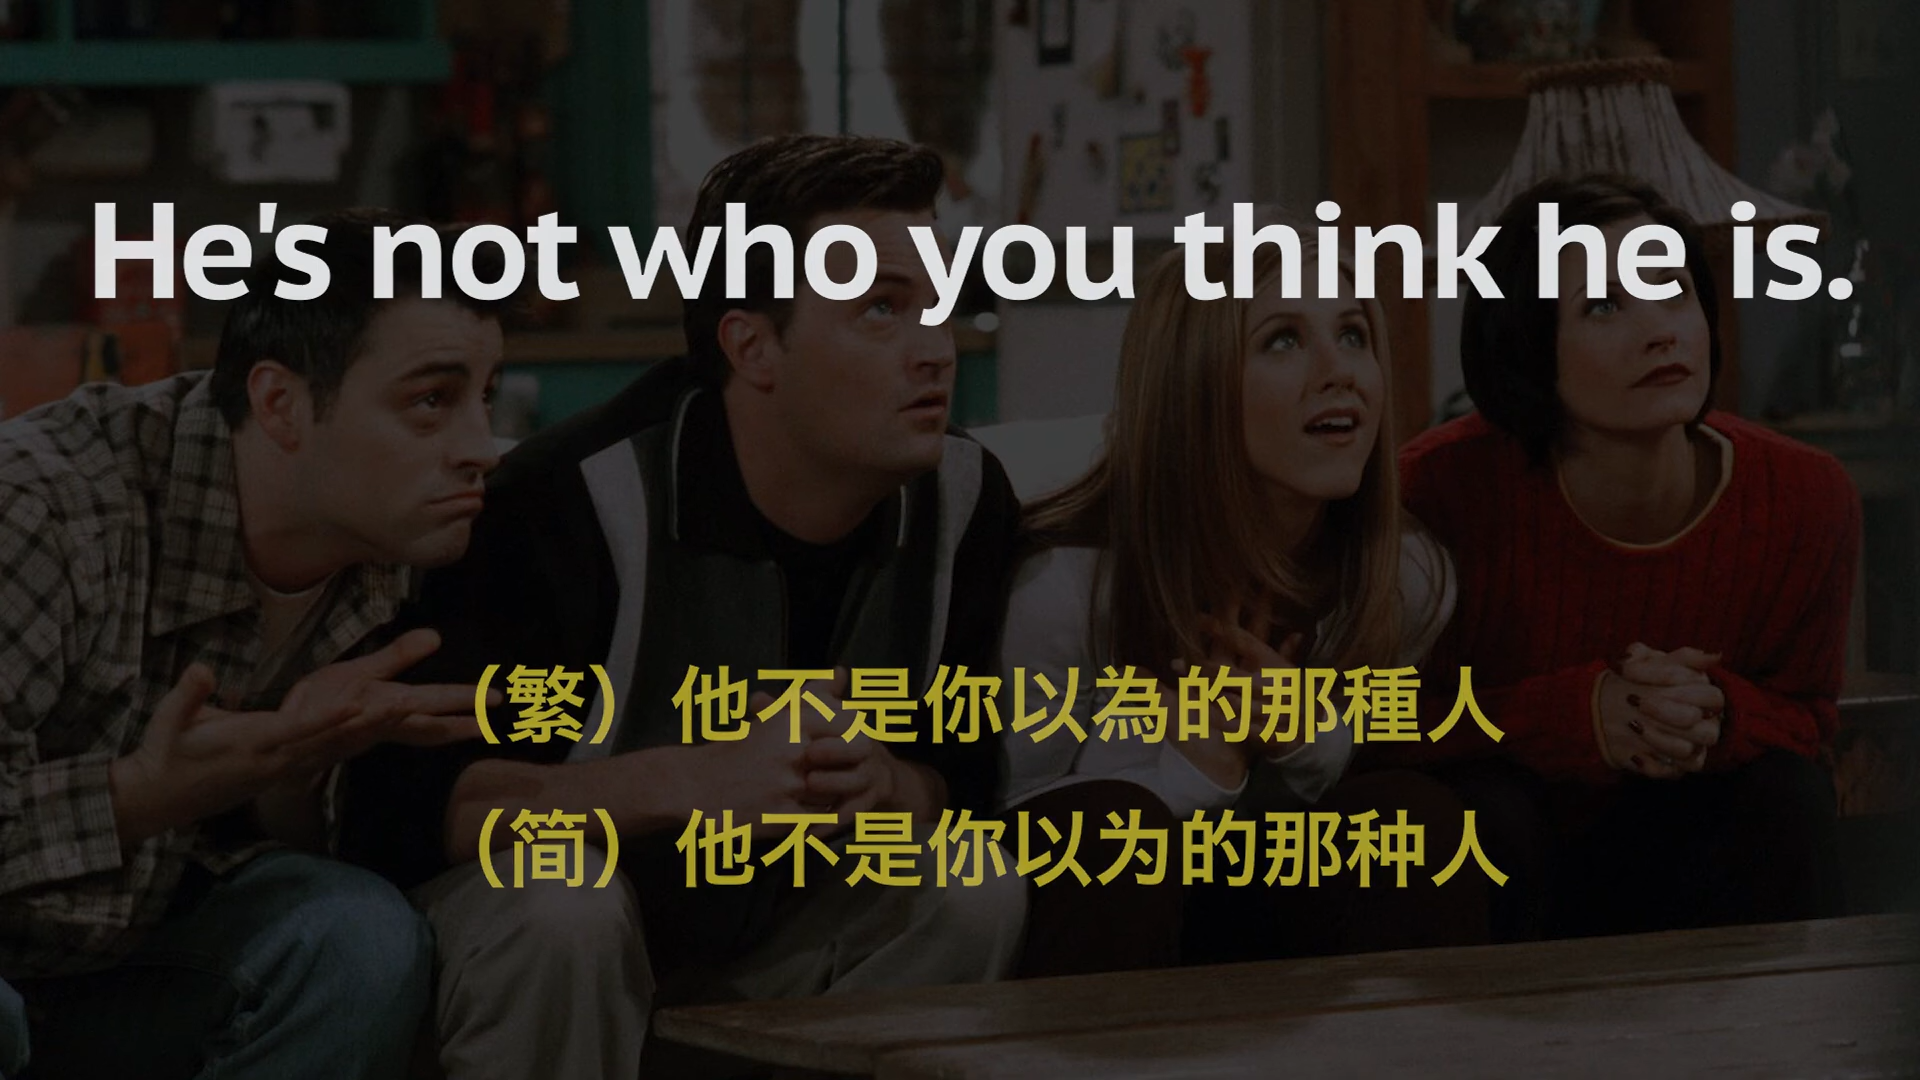 He's not who you think he is.
（繁） 他不是你以為的那種人
（简） 他不是你以为的那种人